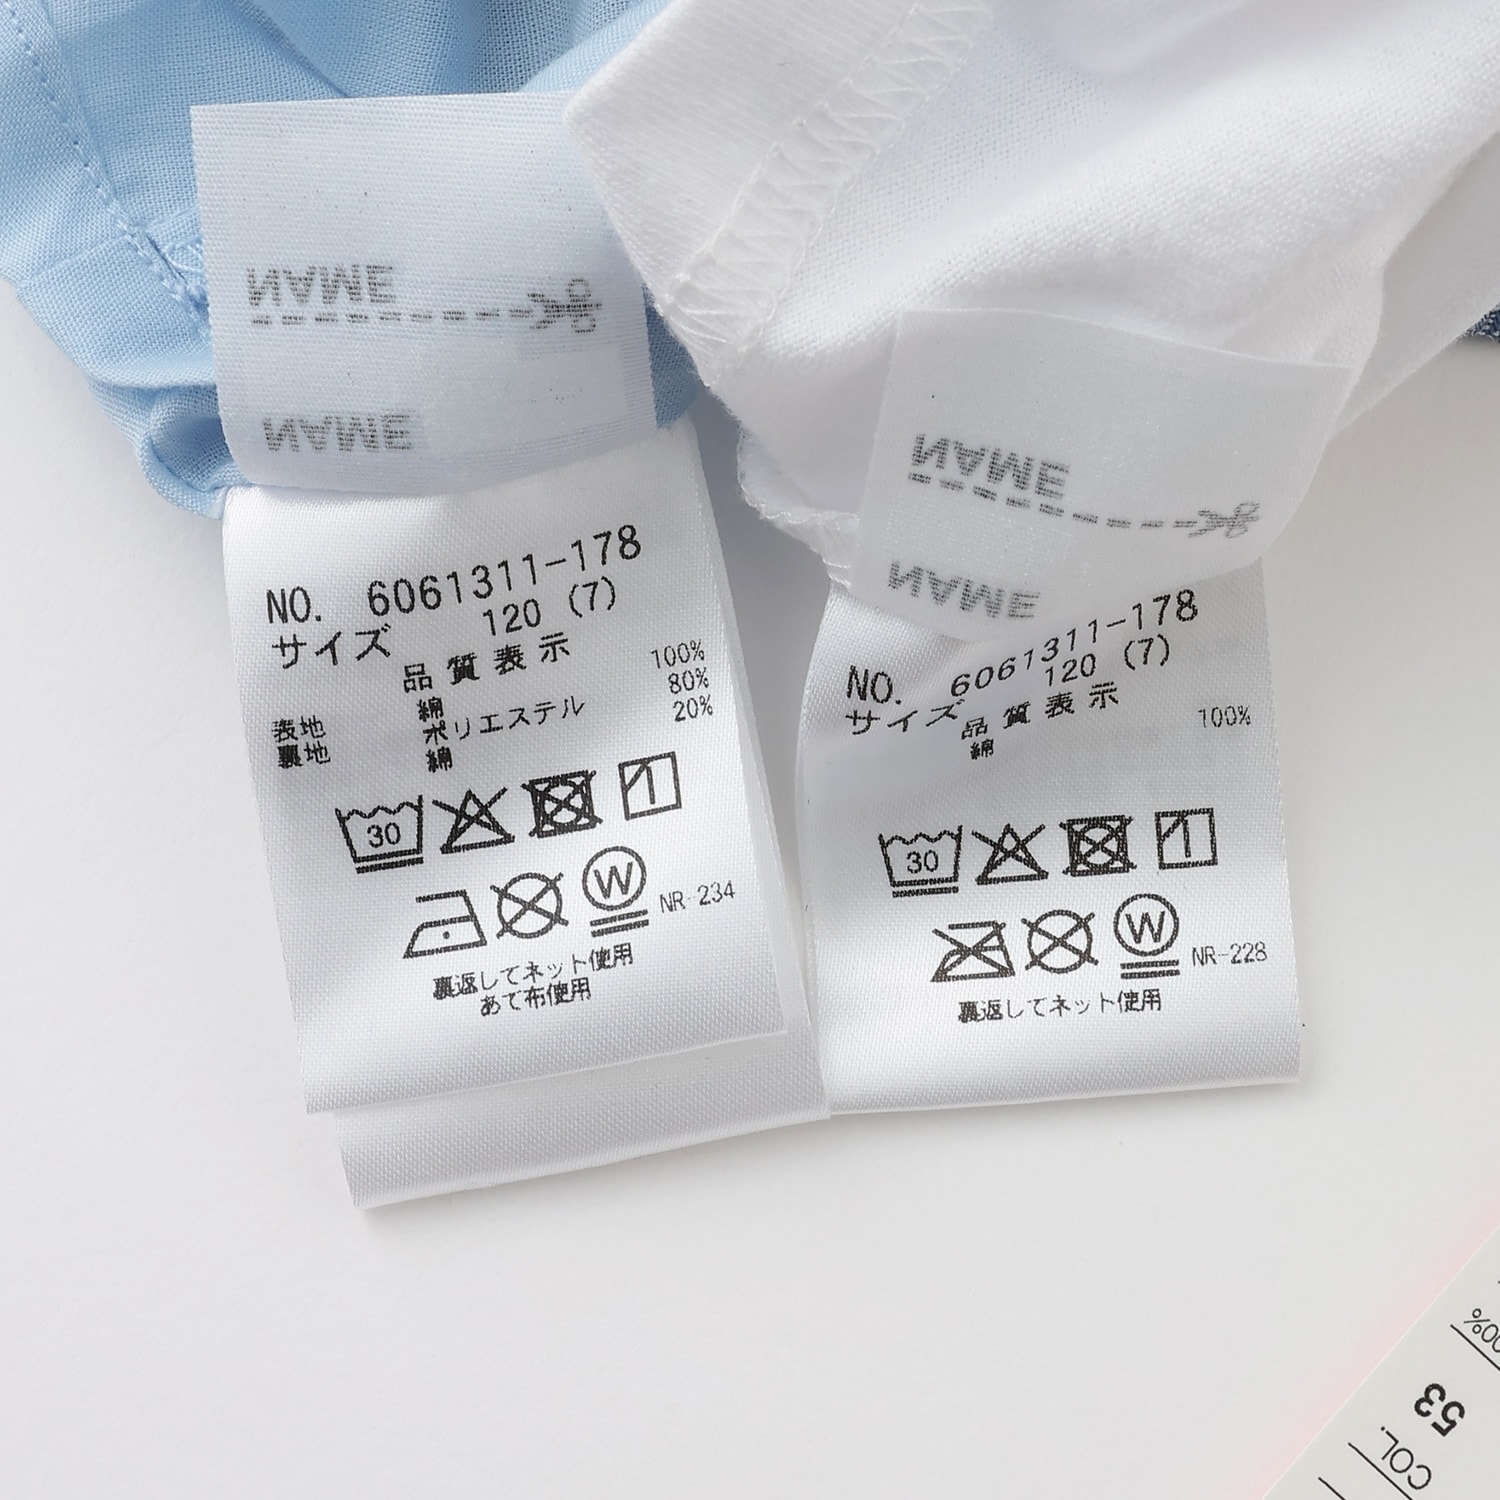 NAME
NAME
NO. 6061311-178
サイズ 120 (7)
品質表示
表地 綿 100%
裏地 ポリエステル 80%
綿 20%
30
W NR-234
裏返してネット使用
あて布使用
NAME
NAME
NO. 6061311-178
サイズ 120 (7)
品質表示
綿 100%
30
W NR-228
裏返してネット使用
COL.
53